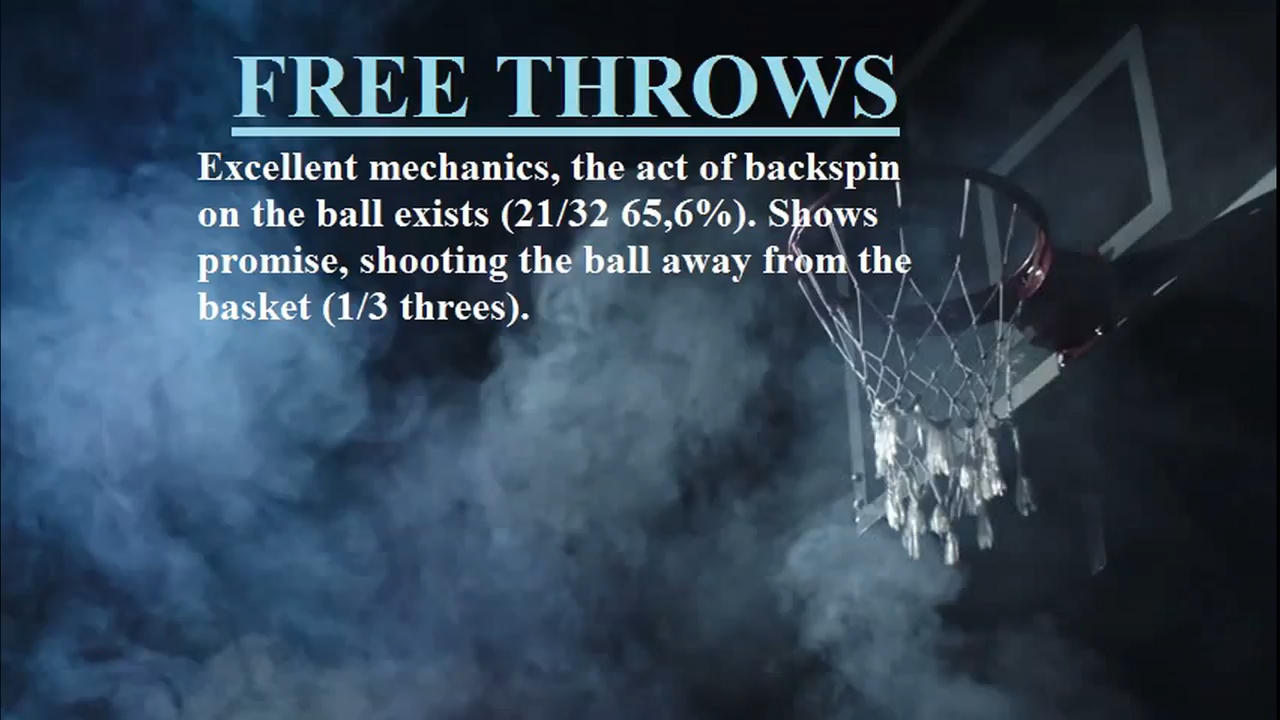 FREE THROWS
Excellent mechanics, the act of backspin
on the ball exists (21/32 65,6%). Shows
promise, shooting the ball away from the
basket (1/3 threes).